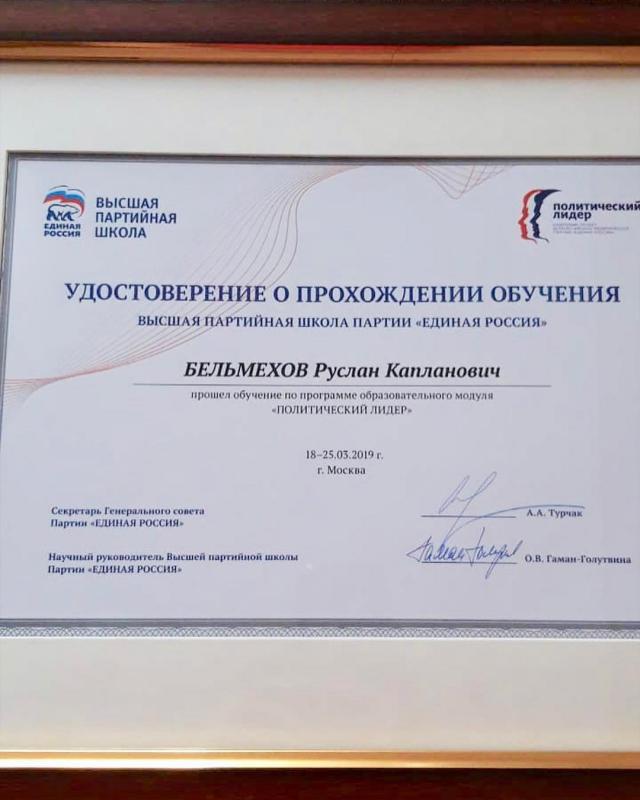 ЕДИНАЯ
РОССИЯ
ВЫСШАЯ
ПАРТИЙНАЯ
ШКОЛА
политический
лидер
УДОСТОВЕРЕНИЕ О ПРОХОЖДЕНИИ ОБУЧЕНИЯ
ВЫСШАЯ ПАРТИЙНАЯ ШКОЛА ПАРТИИ «ЕДИНАЯ РОССИЯ»
БЕЛЬМЕХОВ Руслан Капланович
прошел обучение по программе образовательного модуля
«ПОЛИТИЧЕСКИЙ ЛИДЕР»
18–25.03.2019 г.
г. Москва
Секретарь Генерального совета
Партии «ЕДИНАЯ РОССИЯ»
А.А. Турчак
Научный руководитель Высшей партийной школы
Партии «ЕДИНАЯ РОССИЯ»
О.В. Гаман-Голутвина